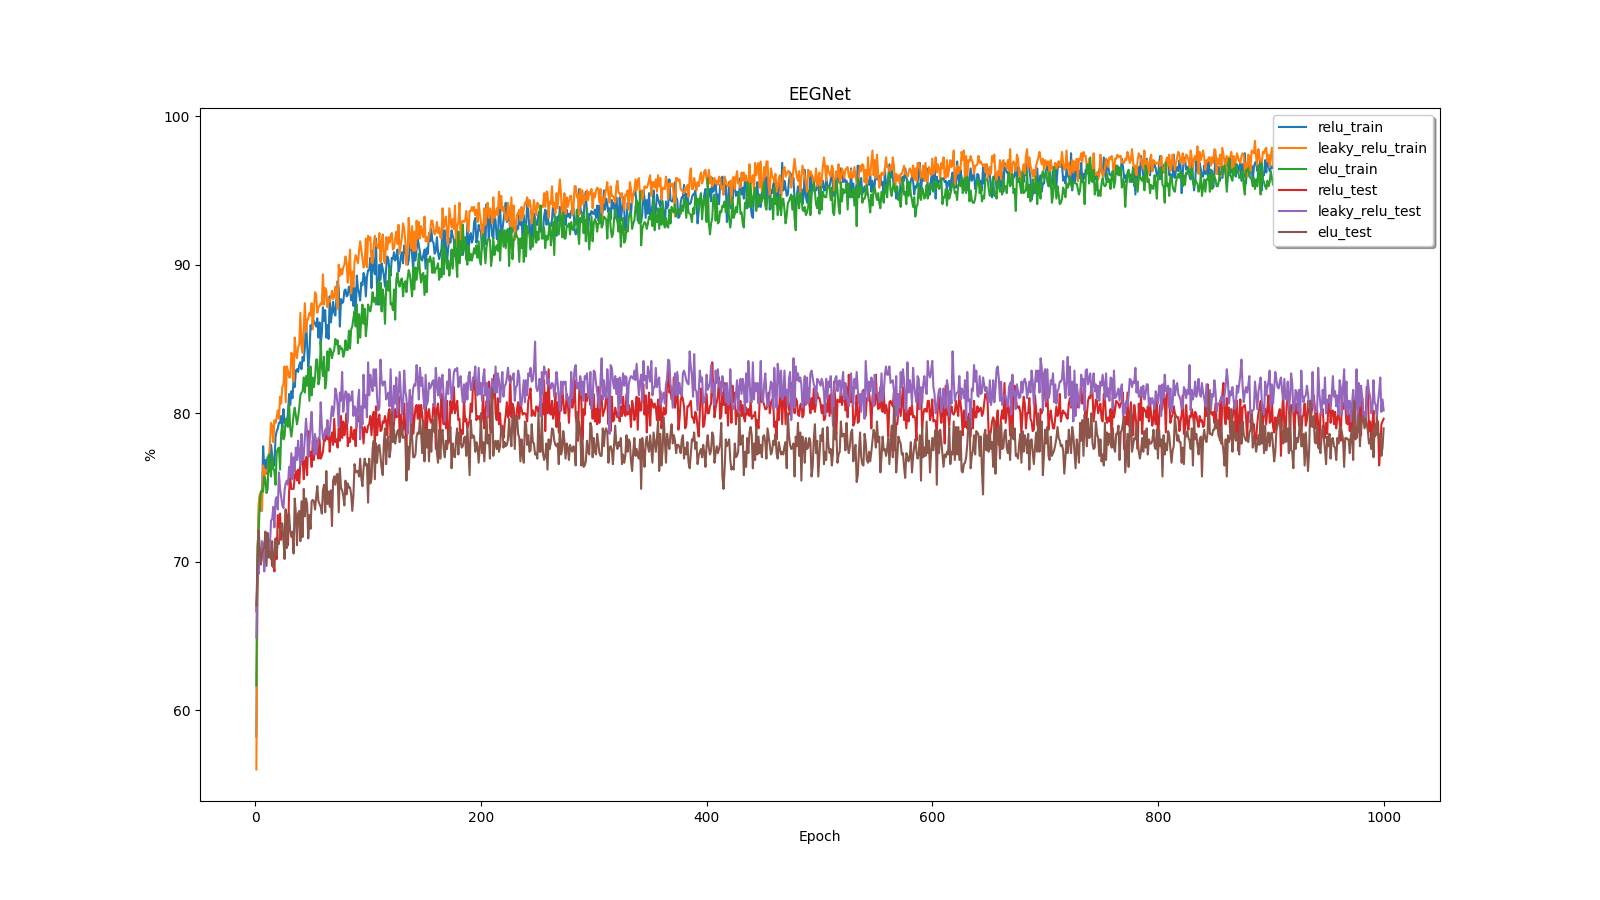 EEGNet
100
90
80
70
60
%
relu_train
leaky_relu_train
elu_train
relu_test
leaky_relu_test
elu_test
0 200 400 600 800 1000
Epoch